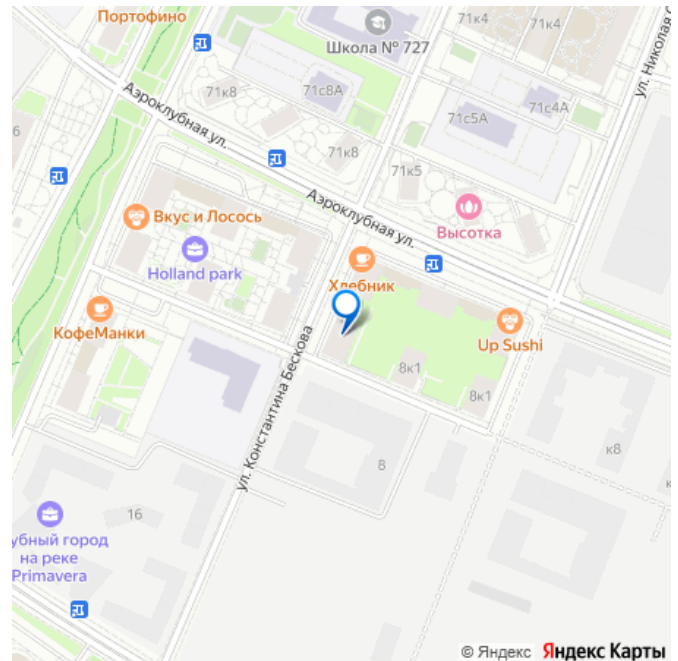 Портофино
71к4
71к4
Школа № 727
ул. Николая С
71к8
71с8А
71с4А
71с5А
Аэроклубная ул.
6
71к8
71к5
Аэроклубная ул.
Вкус и Лосось
Высотка
Holland park
Хлебник
КофеМанки
Up Sushi
ул. Константина Бескова
8к1
8к1
8
к8
к
16
убный город
на реке
Primavera
© Яндекс Яндекс Карты